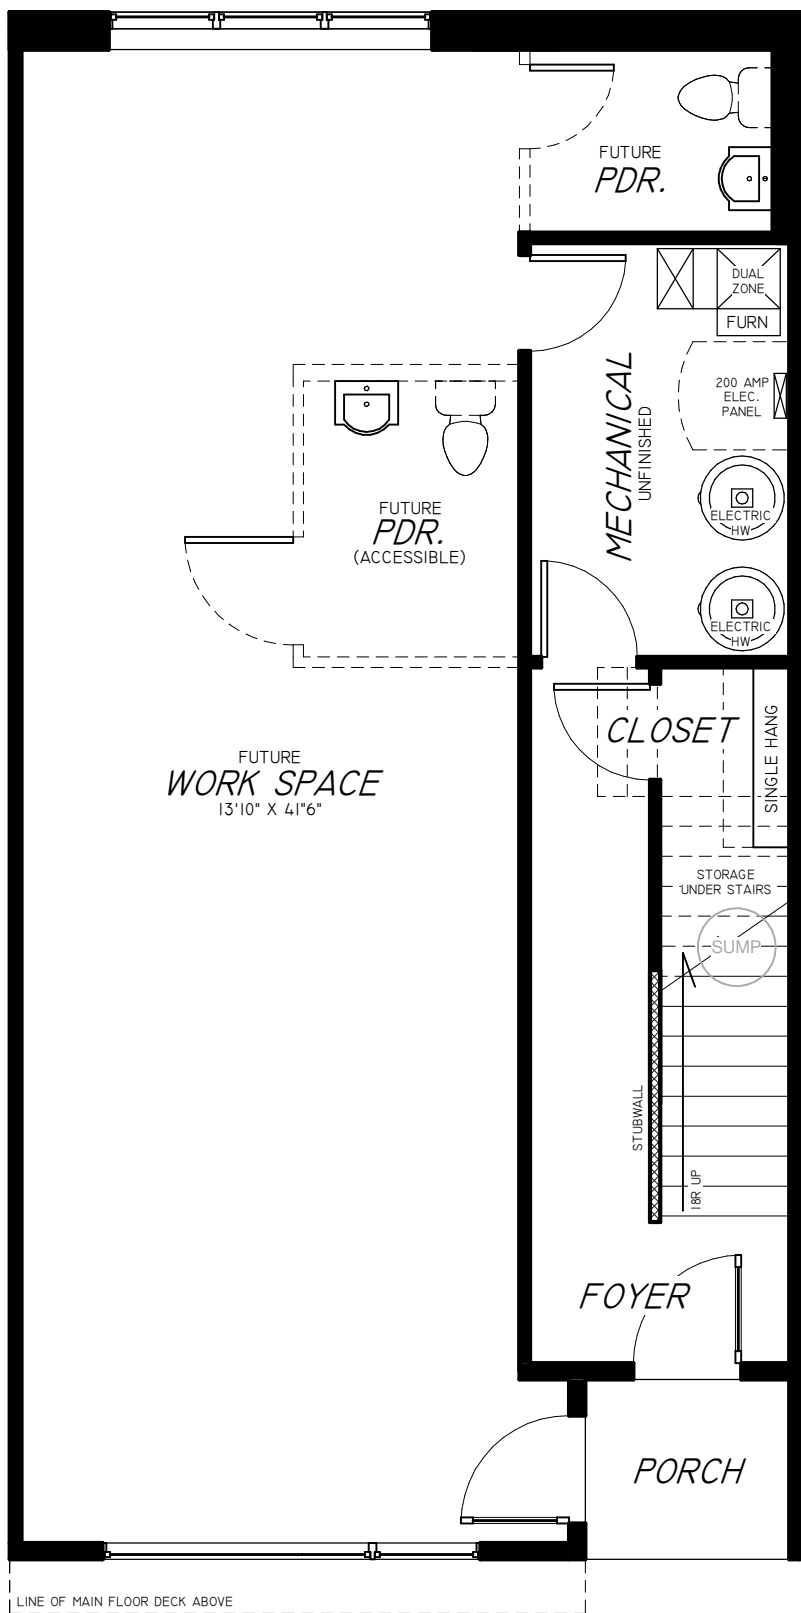 FUTURE
PDR.
DUAL
ZONE
FURN
200 AMP
ELEC.
PANEL
MECHANICAL
UNFINISHED
ELECTRIC
HW
ELECTRIC
HW
FUTURE
PDR.
(ACCESSIBLE)
CLOSET
SINGLE HANG
FUTURE
WORK SPACE
13'10" X 41'6"
STORAGE
UNDER STAIRS
SUMP
STUBWALL
18R UP
FOYER
PORCH
LINE OF MAIN FLOOR DECK ABOVE